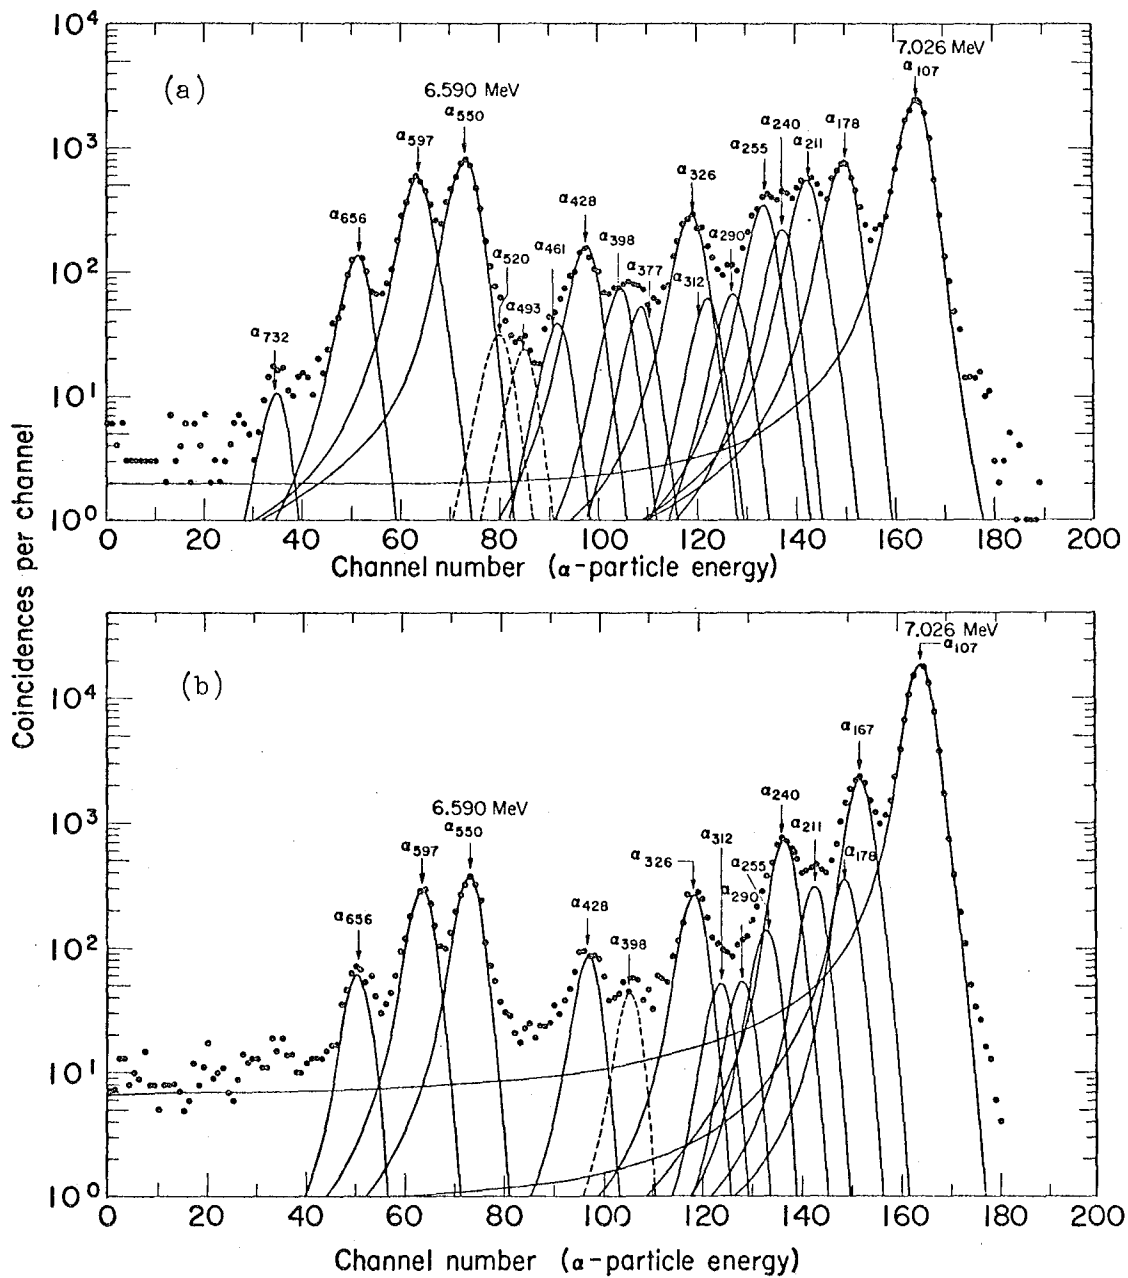 10⁴
(a)
7.026 MeV
α107
6.590 MeV
α550
α597
α240
α178
α211
α255
α326
α656
α428
α290
α398
α461
α520
α377
α312
α493
α732
10³
10²
10¹
10⁰
0 20 40 60 80 100 120 140 160 180 200
Channel number (α-particle energy)
Coincidences per channel
(b)
7.026 MeV
α107
10⁴
α167
6.590 MeV
α240
α550
α312
α211
α597
α326
α255
α178
α290
α656
α428
α398
10³
10²
10¹
10⁰
0 20 40 60 80 100 120 140 160 180 200
Channel number (α-particle energy)